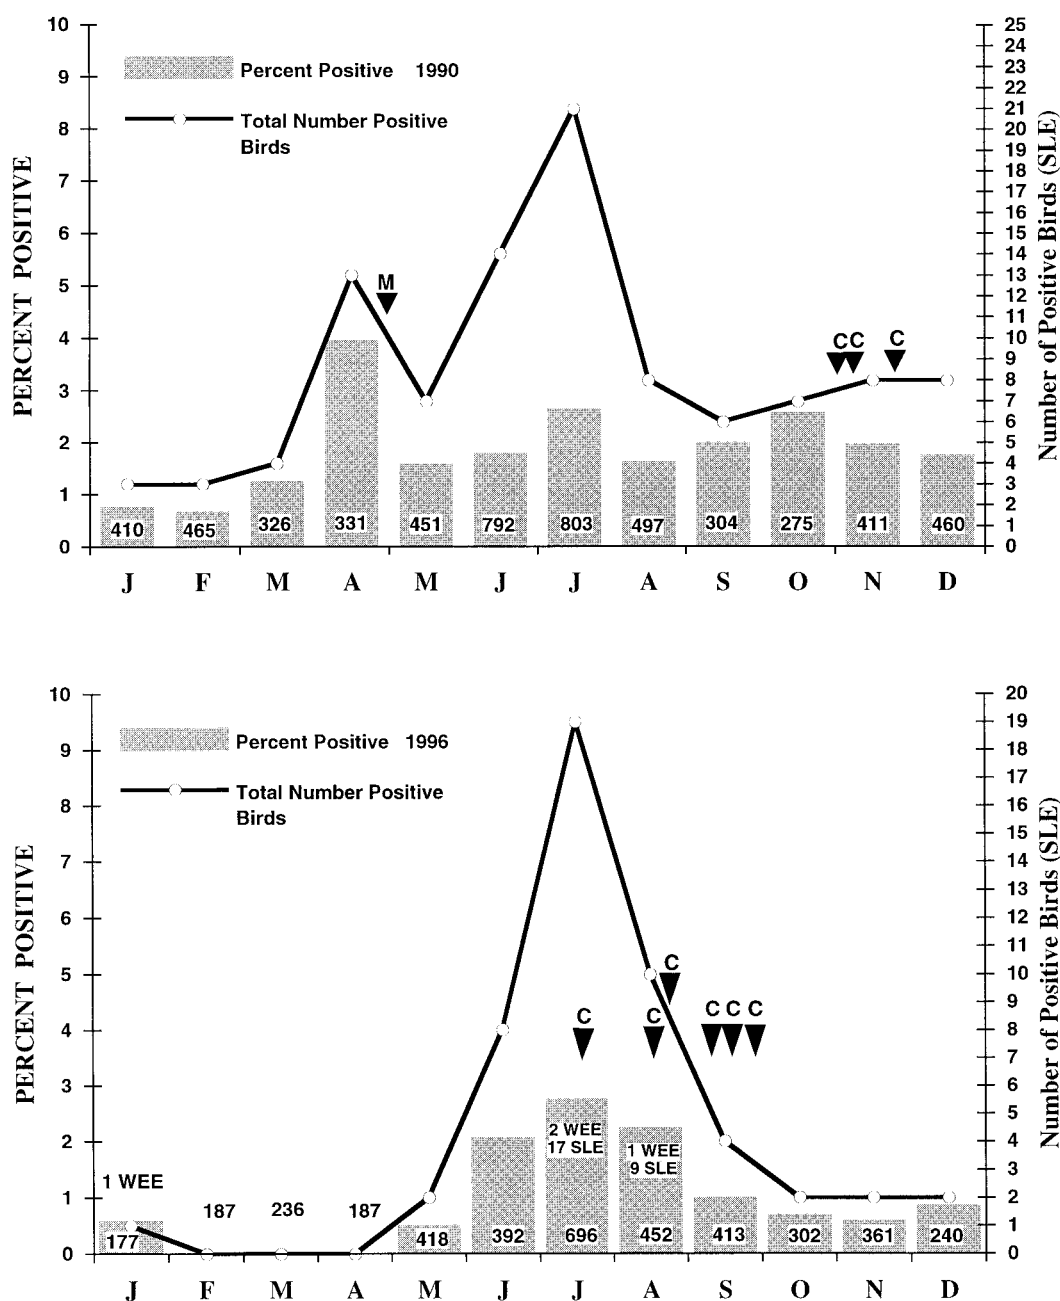 10
9
8
7
6
5
4
3
2
1
0
PERCENT POSITIVE
Percent Positive 1990
Total Number Positive
Birds
M
CC
C
410 465 326 331 451 792 803 497 304 275 411 460
J F M A M J J A S O N D
25
24
23
22
21
20
19
18
17
16
15
14
13
12
11
10
9
8
7
6
5
4
3
2
1
0
Number of Positive Birds (SLE)
10
9
8
7
6
5
4
3
2
1
0
PERCENT POSITIVE
Percent Positive 1996
Total Number Positive
Birds
C
C
C
C C C
2 WEE
17 SLE
1 WEE
9 SLE
1 WEE
187 236 187
177 418 392 696 452 413 302 361 240
J F M A M J J A S O N D
20
19
18
17
16
15
14
13
12
11
10
9
8
7
6
5
4
3
2
1
0
Number of Positive Birds (SLE)